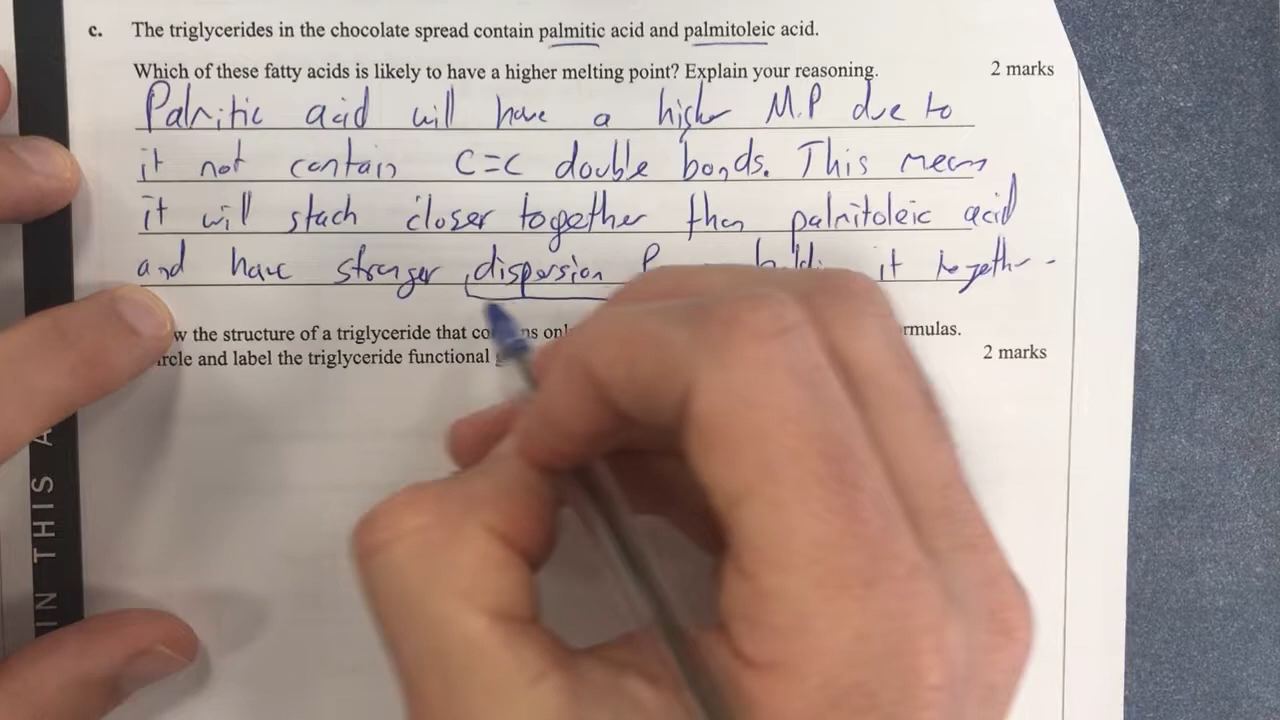 c. The triglycerides in the chocolate spread contain palmitic acid and palmitoleic acid.
Which of these fatty acids is likely to have a higher melting point? Explain your reasoning. 2 marks
Palmitic acid will have a higher M.P due to
it not contain C=C double bonds. This means
it will stack closer together than palmitoleic acid
and have stronger dispersion it together.
w the structure of a triglyceride that rmulas.
rcle and label the triglyceride functional 2 marks
IN THIS A